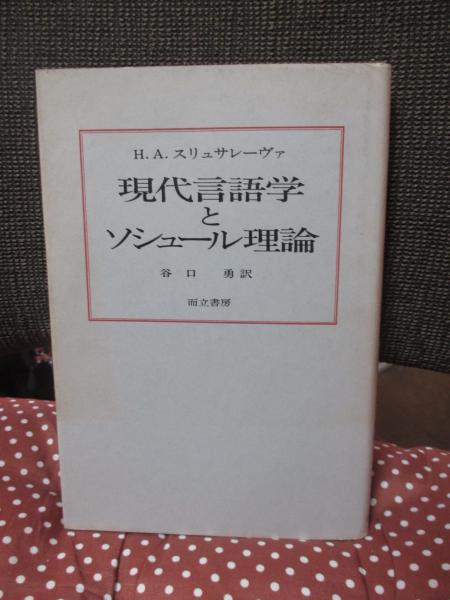 H. A. スリュサレーヴァ
現代言語学
と
ソシュール理論
谷口 勇訳
而立書房